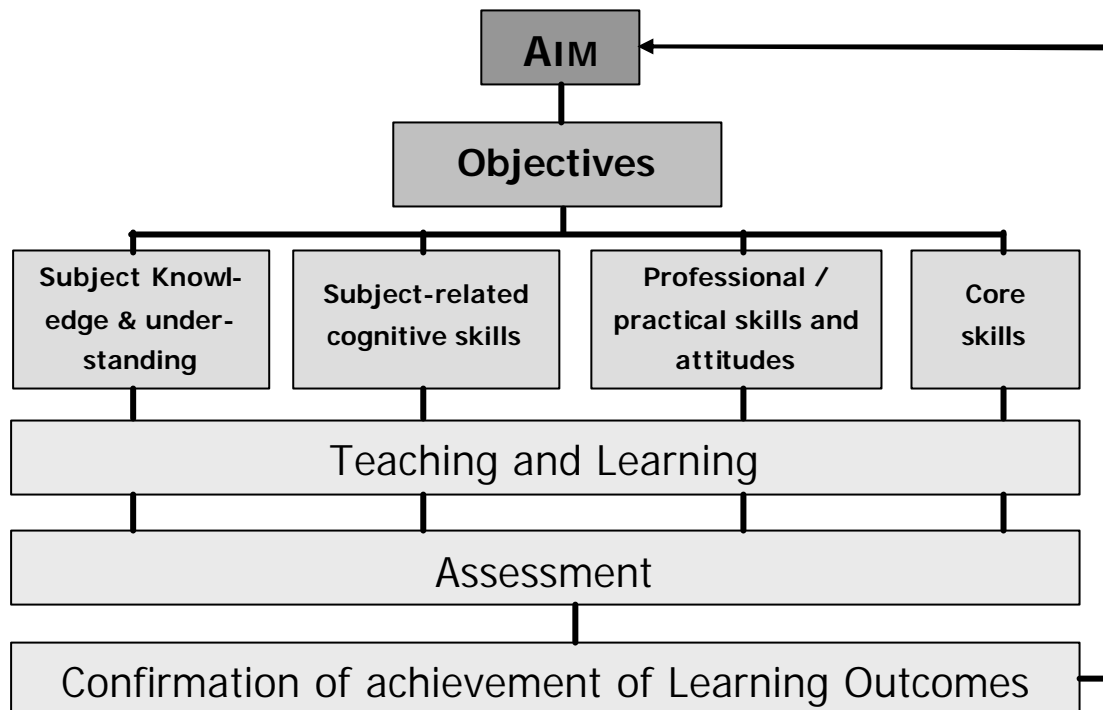 AIM
Objectives
Subject Knowl-
edge & under-
standing
Subject-related
cognitive skills
Professional /
practical skills and
attitudes
Core
skills
Teaching and Learning
Assessment
Confirmation of achievement of Learning Outcomes